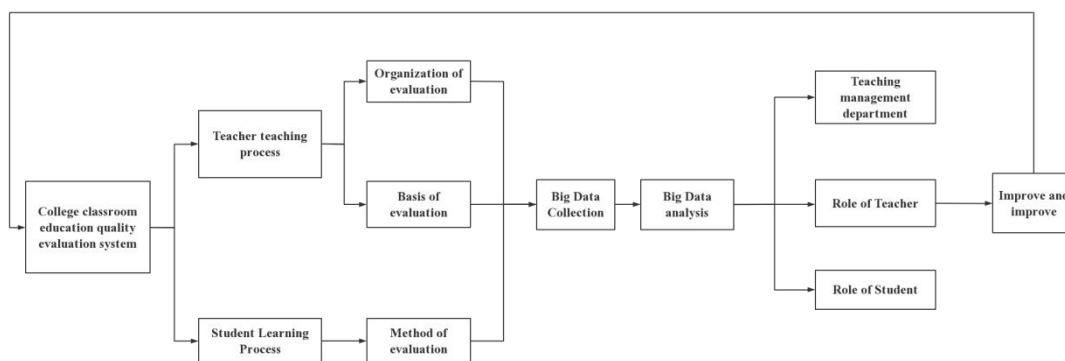 Organization of
evaluation
Teaching
management
department
Teacher teaching
process
College classroom
education quality
evaluation system
Basis of
evaluation
Big Data
Collection
Big Data
analysis
Role of Teacher
Improve and
improve
Role of Student
Student Learning
Process
Method of
evaluation